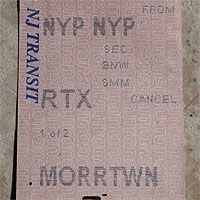 FROM
NJ TRANSIT
NYP NYP
SEC
BNW
SMM
RTX
CANCEL
1 of 2
MORRTWN